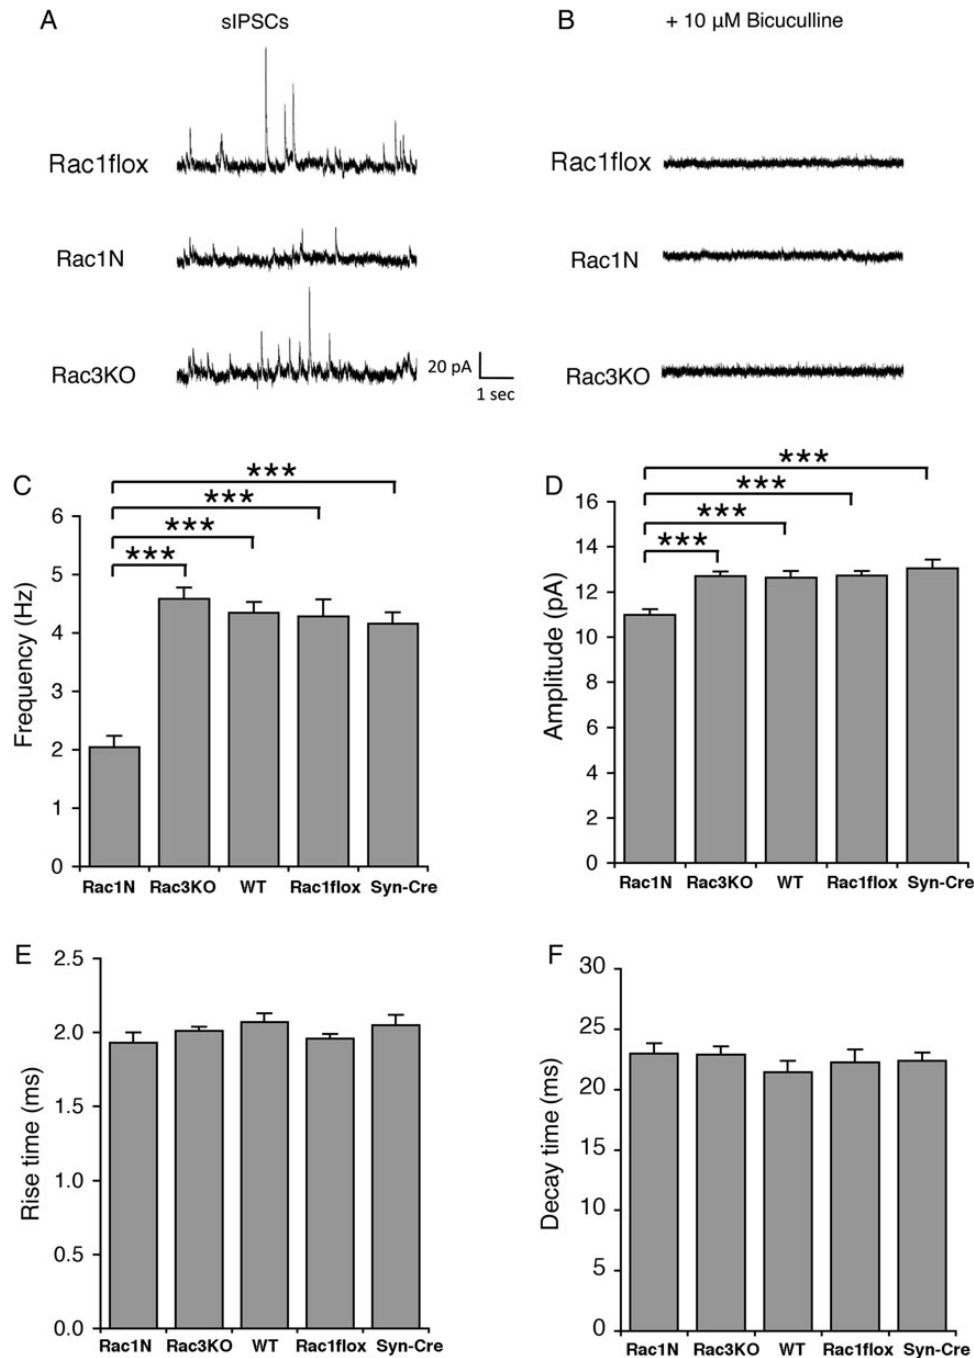 A
sIPSCs
B
+ 10 µM Bicuculline
Rac1flox
Rac1N
Rac3KO
20 pA
1 sec
Rac1flox
Rac1N
Rac3KO
C
***
***
***
***
Frequency (Hz)
6
5
4
3
2
1
0
Rac1N Rac3KO WT Rac1flox Syn-Cre
D
***
***
***
***
Amplitude (pA)
16
14
12
10
8
6
4
2
0
Rac1N Rac3KO WT Rac1flox Syn-Cre
E
Rise time (ms)
2.5
2.0
1.5
1.0
0.5
0.0
Rac1N Rac3KO WT Rac1flox Syn-Cre
F
Decay time (ms)
30
25
20
15
10
5
0
Rac1N Rac3KO WT Rac1flox Syn-Cre